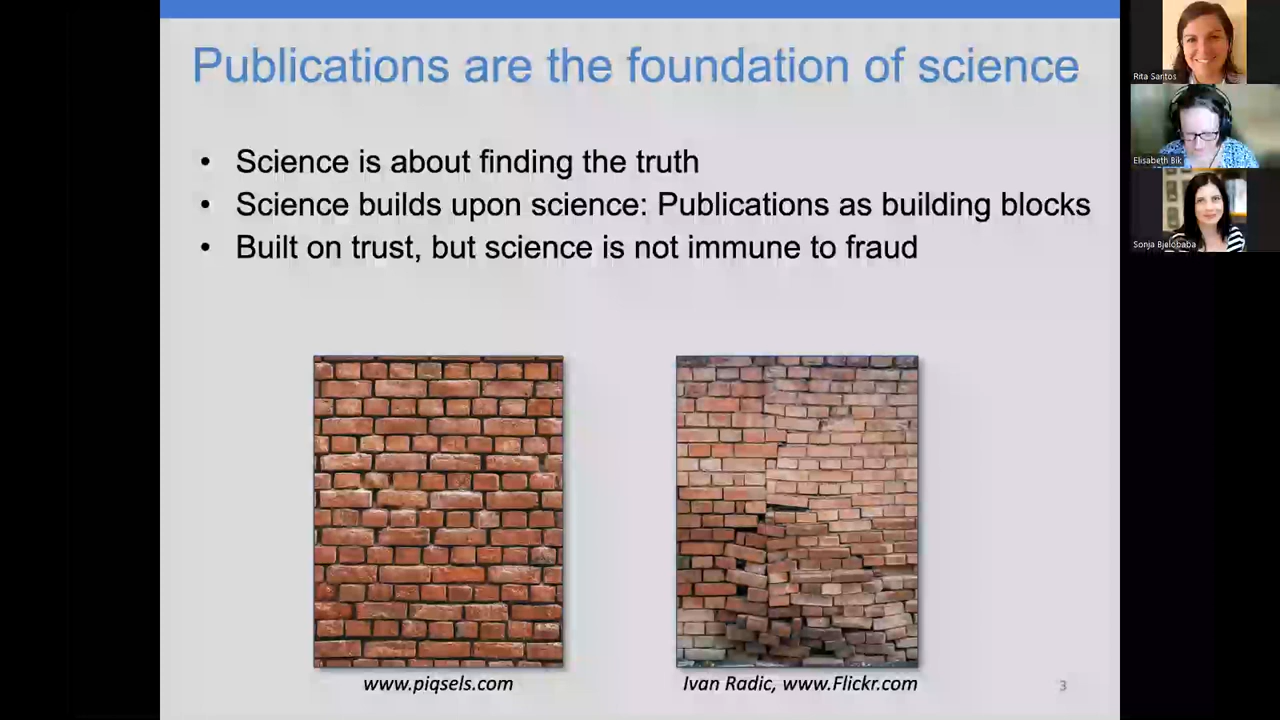 Publications are the foundation of science
• Science is about finding the truth
• Science builds upon science: Publications as building blocks
• Built on trust, but science is not immune to fraud
www.piqsels.com
Ivan Radic, www.Flickr.com
3
Rita Santos
Elisabeth Bik
Sonja Bjelobaba